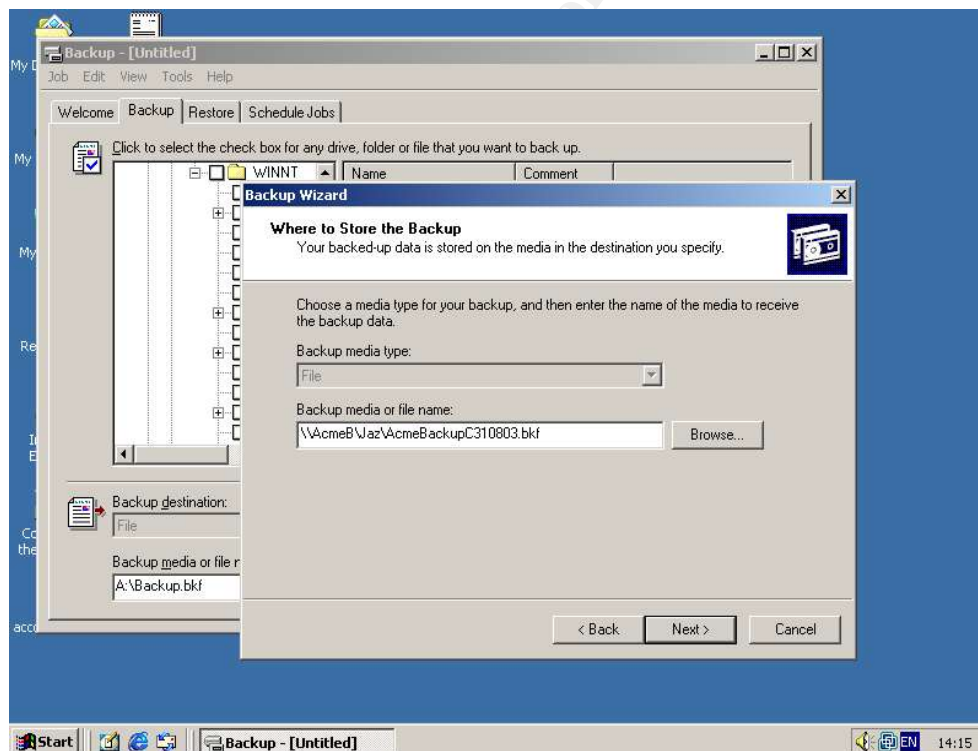 Backup - [Untitled]
Job Edit View Tools Help
Welcome Backup Restore Schedule Jobs
Click to select the check box for any drive, folder or file that you want to back up.
WINNT Name Comment
Backup Wizard
Where to Store the Backup
Your backed-up data is stored on the media in the destination you specify.
Choose a media type for your backup, and then enter the name of the media to receive
the backup data.
Backup media type:
File
Backup media or file name:
\\AcmeB\Jaz\AcmeBackupC310803.bkf
Browse...
Backup destination:
File
Backup media or file
A:\Backup.bkf
< Back Next > Cancel
My
My
My
Re
Start Backup - [Untitled] EN 14:15